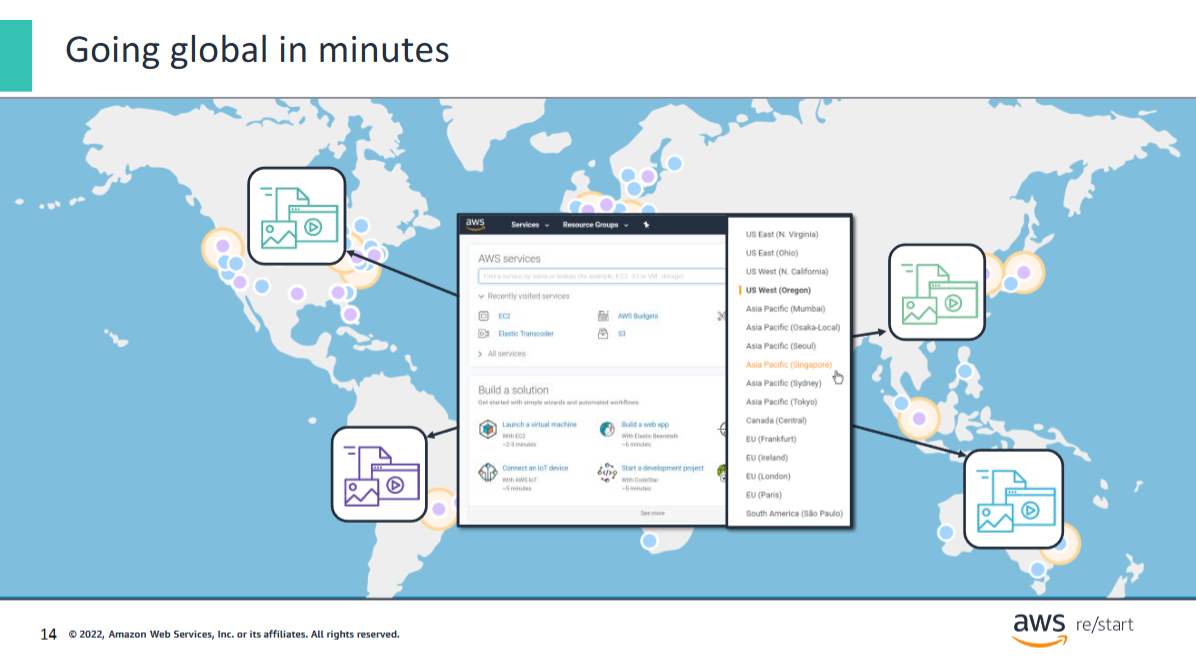 Going global in minutes
aws Services Resource Groups
AWS services
Find a service by name or feature (for example, EC2, S3 or VM, storage)
Recently visited services
EC2 AWS Budgets
Elastic Transcoder S3
All services
Build a solution
Get started with simple wizards and automated workflows.
Launch a virtual machine
With EC2
~2-3 minutes
Build a web app
With Elastic Beanstalk
~6 minutes
Connect an IoT device
With AWS IoT
~5 minutes
Start a development project
With CodeStar
~5 minutes
See more
US East (N. Virginia)
US East (Ohio)
US West (N. California)
US West (Oregon)
Asia Pacific (Mumbai)
Asia Pacific (Osaka-Local)
Asia Pacific (Seoul)
Asia Pacific (Singapore)
Asia Pacific (Sydney)
Asia Pacific (Tokyo)
Canada (Central)
EU (Frankfurt)
EU (Ireland)
EU (London)
EU (Paris)
South America (São Paulo)
14 © 2022, Amazon Web Services, Inc. or its affiliates. All rights reserved.
aws re/start